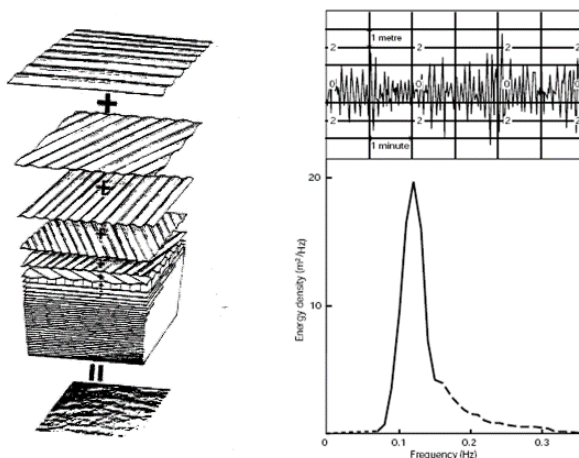 +
+
+
=
1 metre
2 2 2 2
0 0 0 0
2 2 2 2
1 minute
20
10
Energy density (m²/Hz)
0 0.1 0.2 0.3
Frequency (Hz)